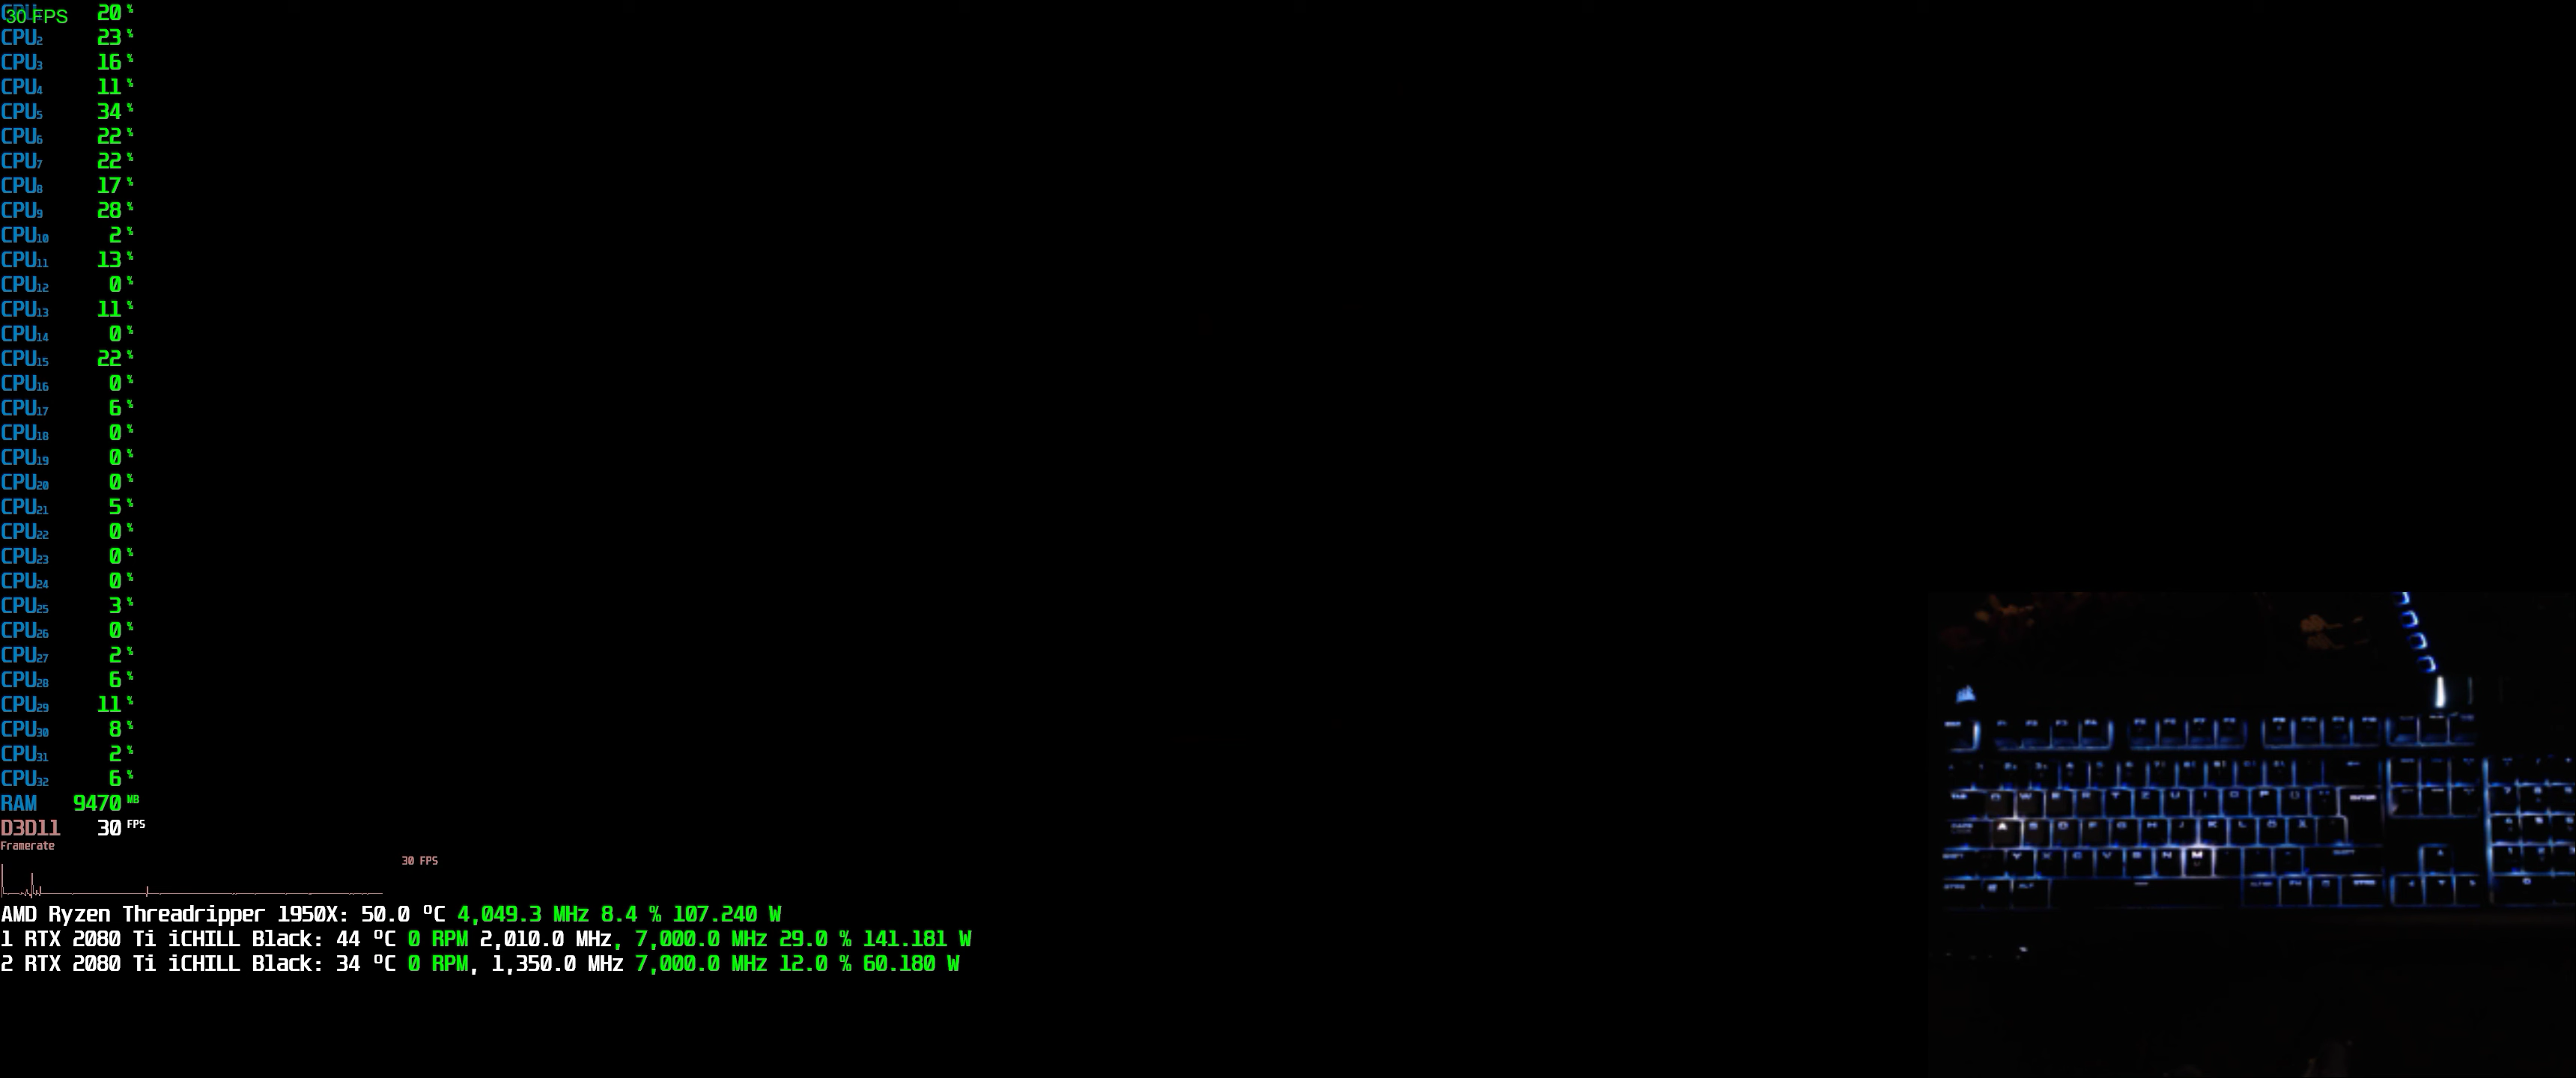 30 FPS 20 %
CPU2 23 %
CPU3 16 %
CPU4 11 %
CPU5 34 %
CPU6 22 %
CPU7 22 %
CPU8 17 %
CPU9 28 %
CPU10 2 %
CPU11 13 %
CPU12 0 %
CPU13 11 %
CPU14 0 %
CPU15 22 %
CPU16 0 %
CPU17 6 %
CPU18 0 %
CPU19 0 %
CPU20 0 %
CPU21 5 %
CPU22 0 %
CPU23 0 %
CPU24 0 %
CPU25 3 %
CPU26 0 %
CPU27 2 %
CPU28 6 %
CPU29 11 %
CPU30 8 %
CPU31 2 %
CPU32 6 %
RAM 9470 MB
D3D11 30 FPS
Framerate
30 FPS
AMD Ryzen Threadripper 1950X: 50.0 ºC 4,049.3 MHz 8.4 % 107.240 W
1 RTX 2080 Ti iCHILL Black: 44 ºC 0 RPM 2,010.0 MHz, 7,000.0 MHz 29.0 % 141.181 W
2 RTX 2080 Ti iCHILL Black: 34 ºC 0 RPM, 1,350.0 MHz 7,000.0 MHz 12.0 % 60.180 W